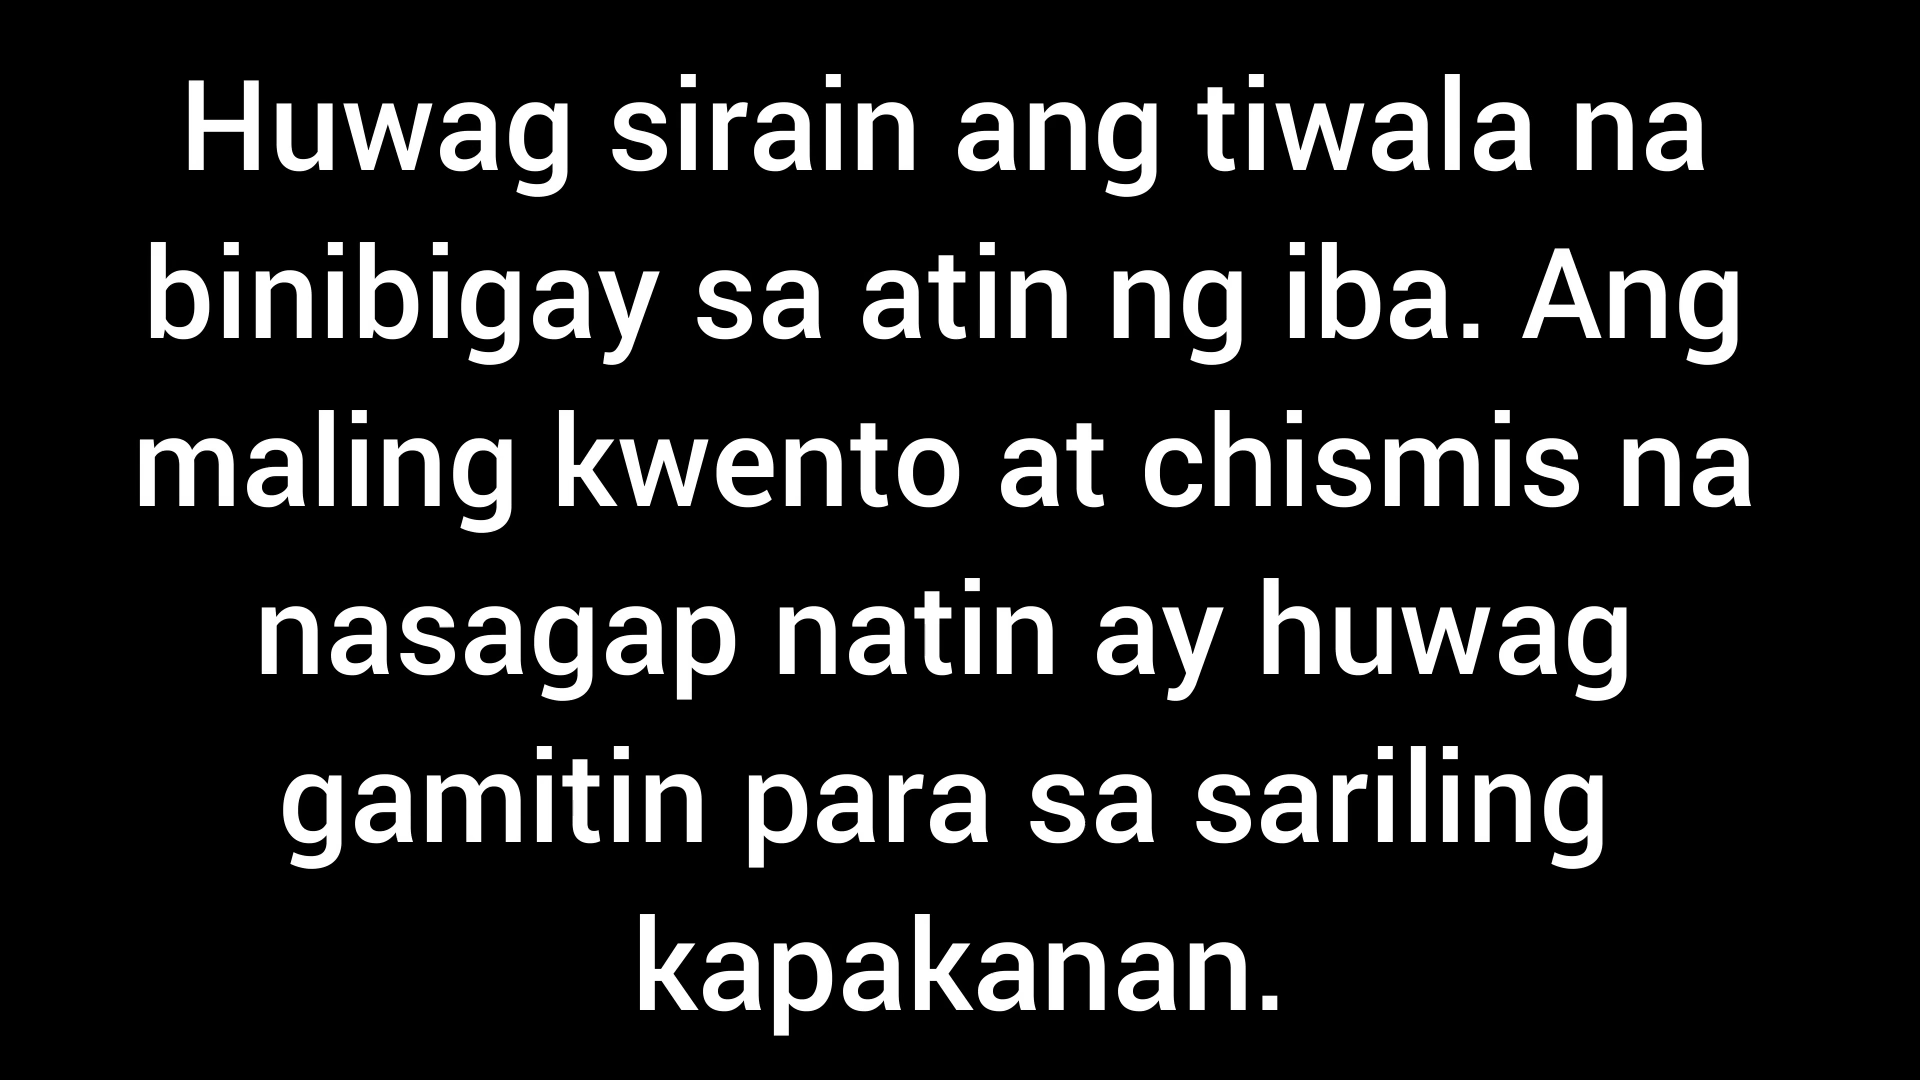 Huwag sirain ang tiwala na
binibigay sa atin ng iba. Ang
maling kwento at chismis na
nasagap natin ay huwag
gamitin para sa sariling
kapakanan.